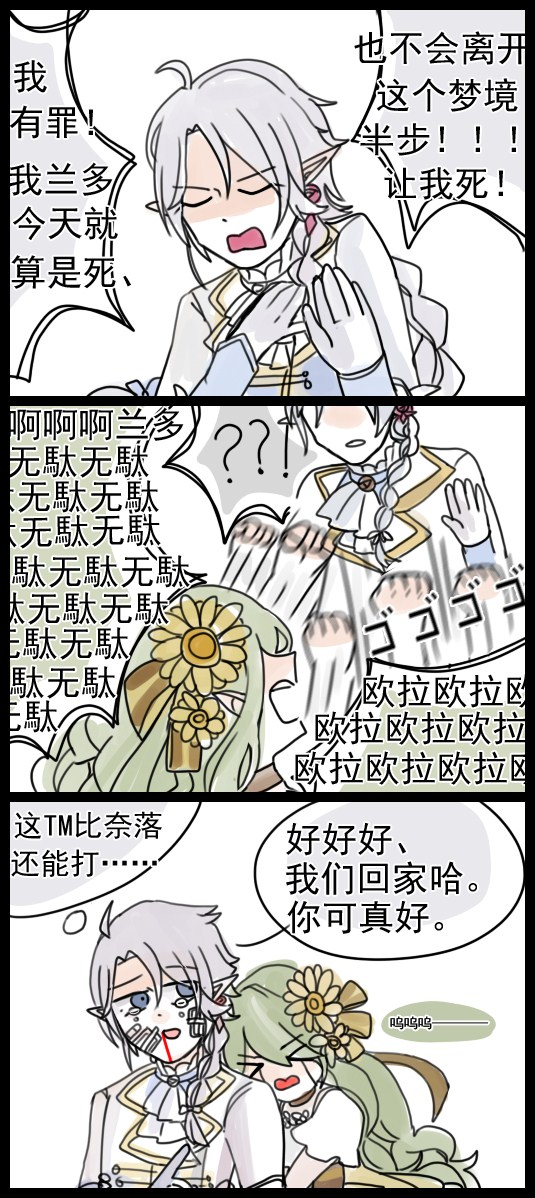 我
有罪！
我兰多
今天就
算是死、
也不会离开
这个梦境
半步！！！
让我死！
啊啊啊兰多
无駄无駄
无駄无駄
无駄无駄
駄无駄无駄
駄无駄无駄
无駄无駄
駄无駄
无駄
？？！
ゴゴゴゴ
欧拉欧拉欧
欧拉欧拉欧拉
欧拉欧拉欧拉欧
这TM比奈落
还能打……
好好好、
我们回家哈。
你可真好。
呜呜呜————